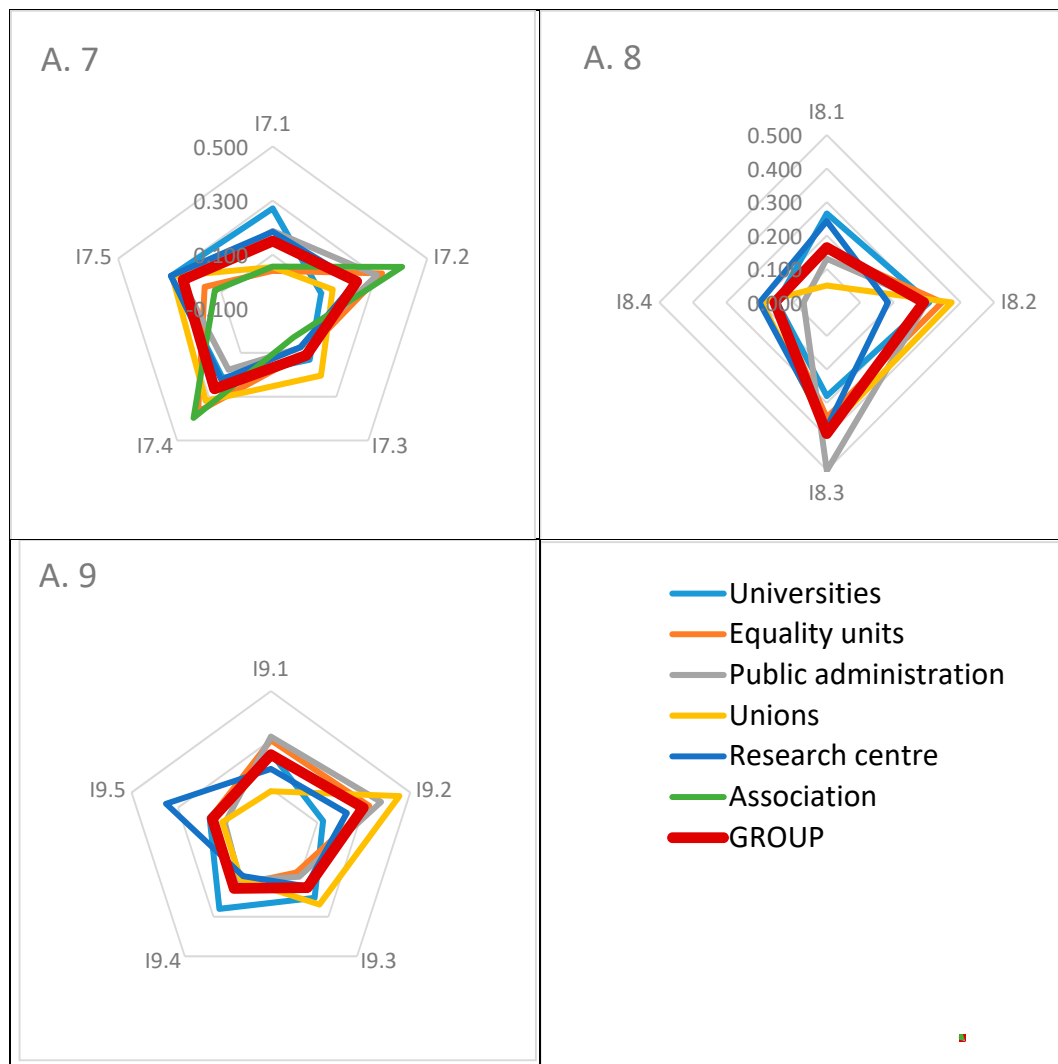 A. 7
I7.1
0.500
0.300
0.100
-0.100
I7.5
I7.2
I7.4
I7.3
A. 8
I8.1
0.500
0.400
0.300
0.200
0.100
0.000
I8.4
I8.2
I8.3
A. 9
I9.1
I9.5
I9.2
I9.4
I9.3
Universities
Equality units
Public administration
Unions
Research centre
Association
GROUP